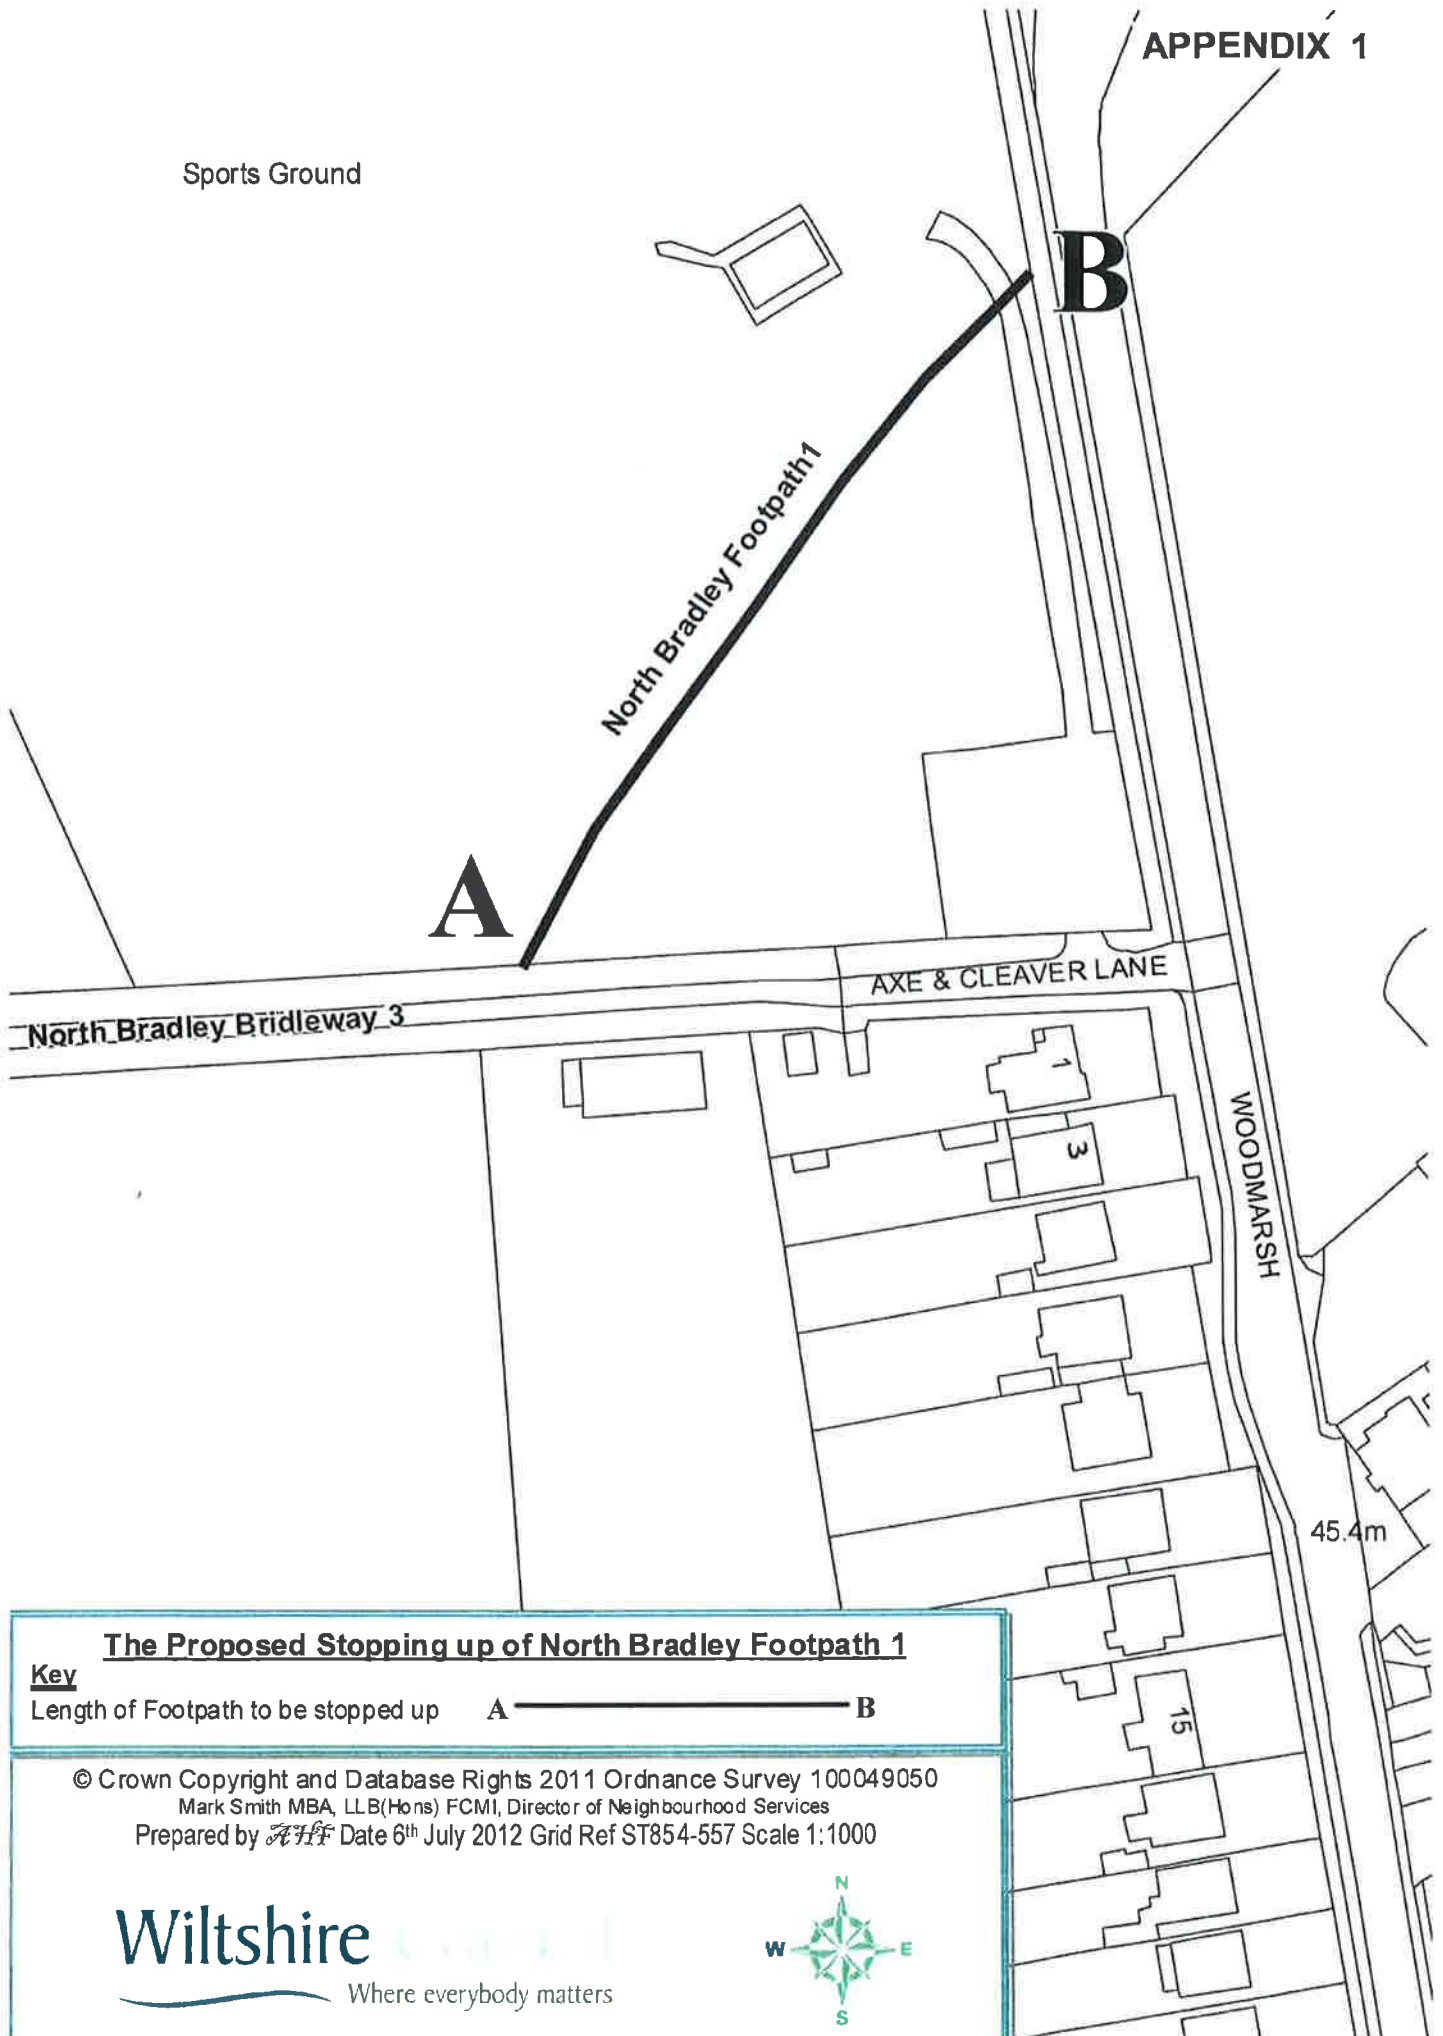 APPENDIX 1
Sports Ground
B
North Bradley Footpath1
A
AXE & CLEAVER LANE
North Bradley Bridleway 3
1
3
WOODMARSH
45.4m
15
The Proposed Stopping up of North Bradley Footpath 1
Key
Length of Footpath to be stopped up A B
© Crown Copyright and Database Rights 2011 Ordnance Survey 100049050
Mark Smith MBA, LLB(Hons) FCMI, Director of Neighbourhood Services
Prepared by AHF Date 6th July 2012 Grid Ref ST854-557 Scale 1:1000
Wiltshire
Where everybody matters
N
W E
S